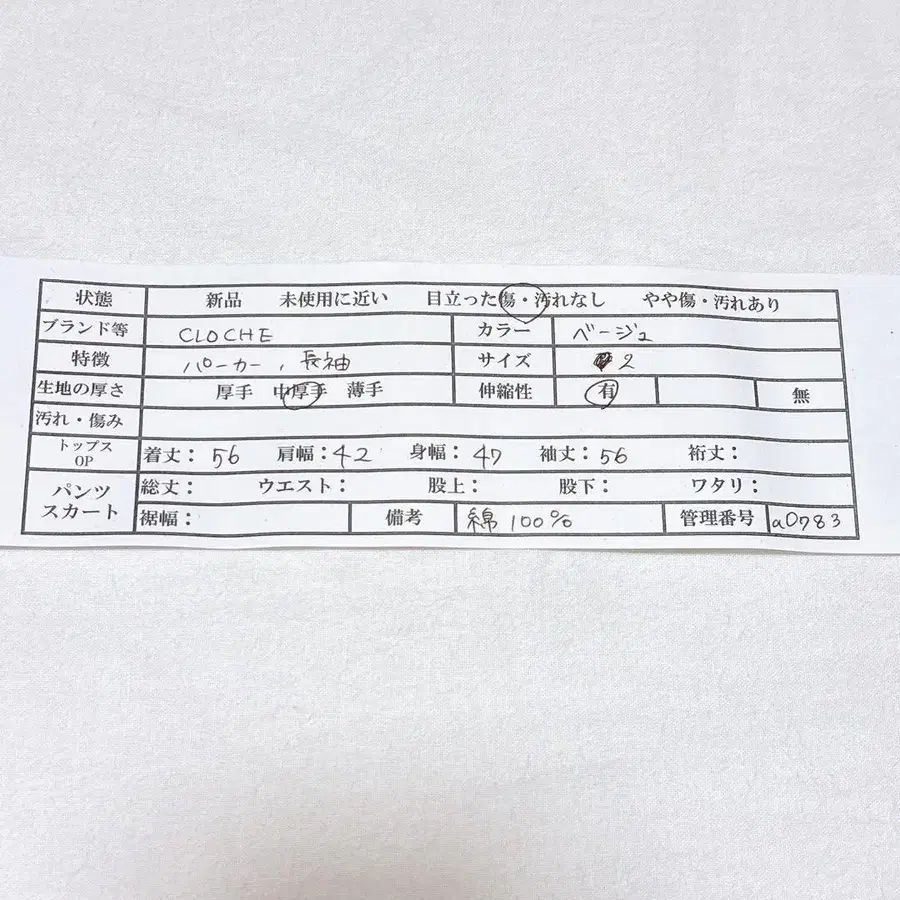 状態 新品 未使用に近い 目立った傷・汚れなし やや傷・汚れあり
ブランド等 CLOCHE カラー ベージュ
特徴 パーカー, 長袖 サイズ 2
生地の厚さ 厚手 中厚手 薄手 伸縮性 有 無
汚れ・傷み
トップス OP 着丈: 56 肩幅: 42 身幅: 47 袖丈: 56 裄丈:
パンツ スカート 総丈: ウエスト: 股上: 股下: ワタリ:
裾幅: 備考 綿 100% 管理番号 a0783